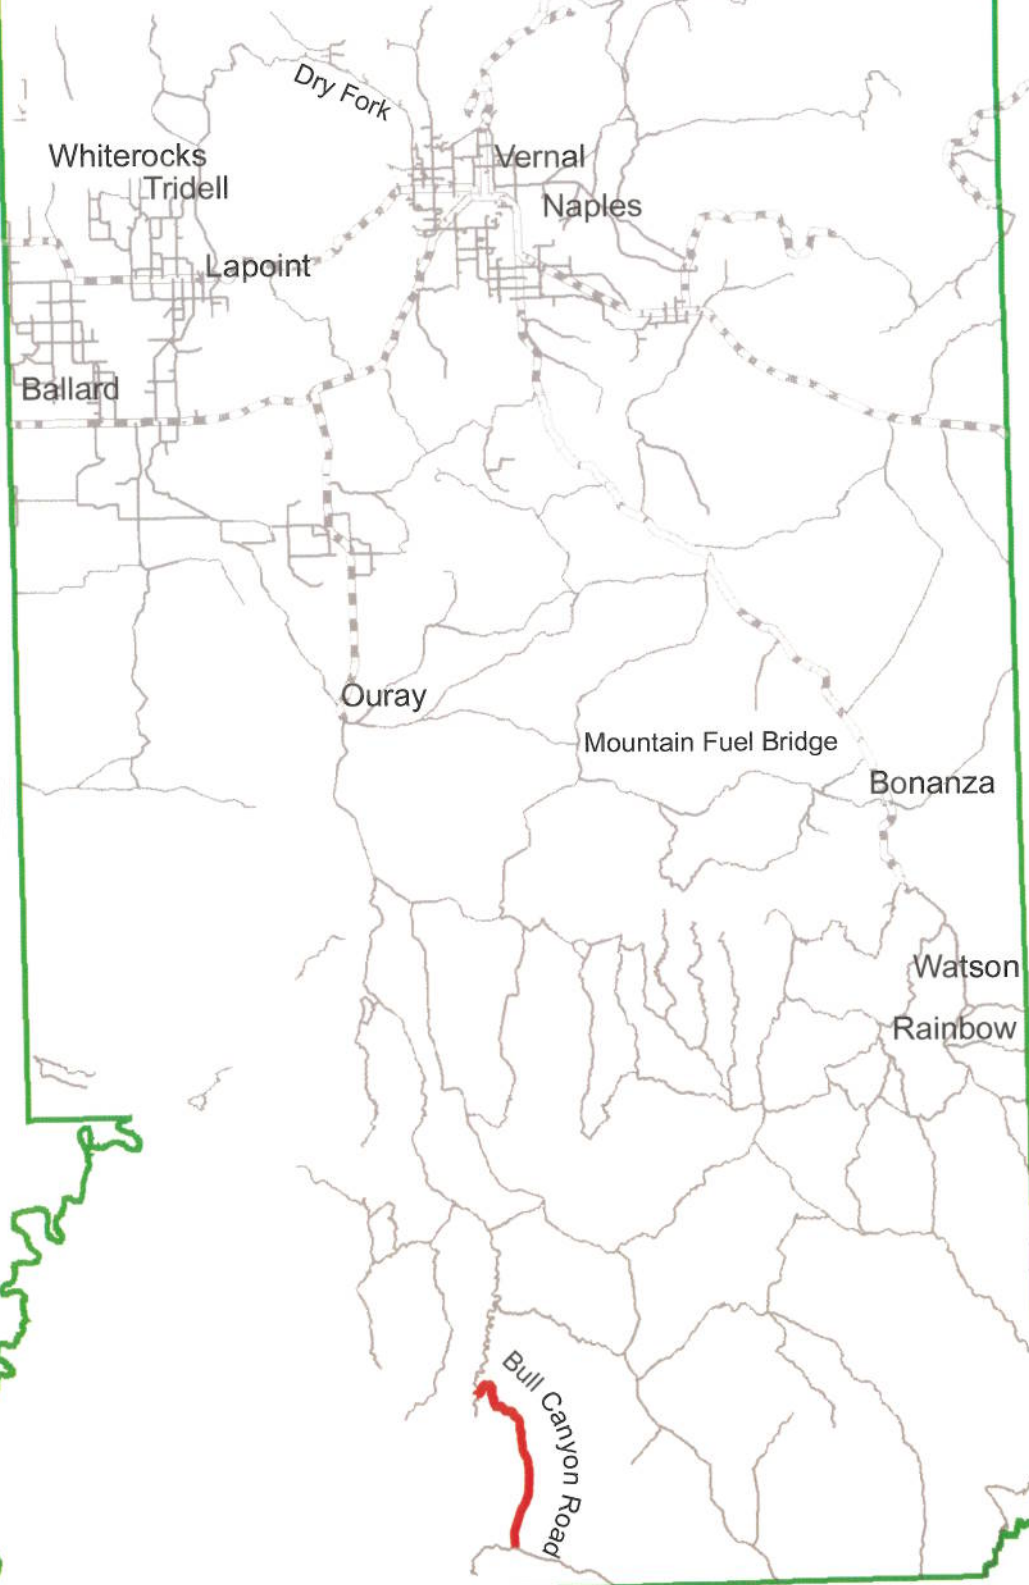 Dry Fork
Whiterocks
Vernal
Tridell
Naples
Lapoint
Ballard
Ouray
Mountain Fuel Bridge
Bonanza
Watson
Rainbow
Bull Canyon Road